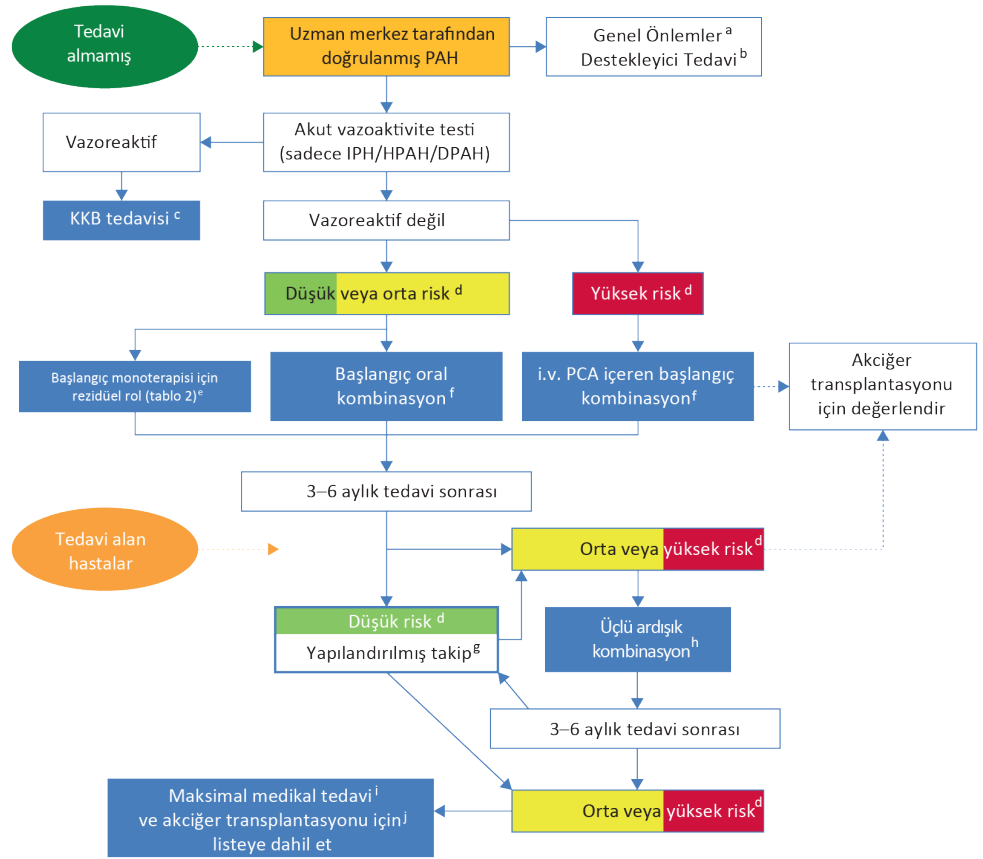 Tedavi
almamış
Uzman merkez tarafından
doğrulanmış PAH
Genel Önlemler a
Destekleyici Tedavi b
Vazoreaktif
Akut vazoaktivite testi
(sadece IPH/HPAH/DPAH)
KKB tedavisi c
Vazoreaktif değil
Düşük veya orta risk d
Yüksek risk d
Başlangıç monoterapisi için
rezidüel rol (tablo 2) e
Başlangıç oral
kombinasyon f
i.v. PCA içeren başlangıç
kombinasyon f
Akciğer
transplantasyonu
için değerlendir
3–6 aylık tedavi sonrası
Tedavi alan
hastalar
Orta veya yüksek risk d
Düşük risk d
Yapılandırılmış takip g
Üçlü ardışık
kombinasyon h
3–6 aylık tedavi sonrası
Maksimal medikal tedavi i
ve akciğer transplantasyonu için j
listeye dahil et
Orta veya yüksek risk d